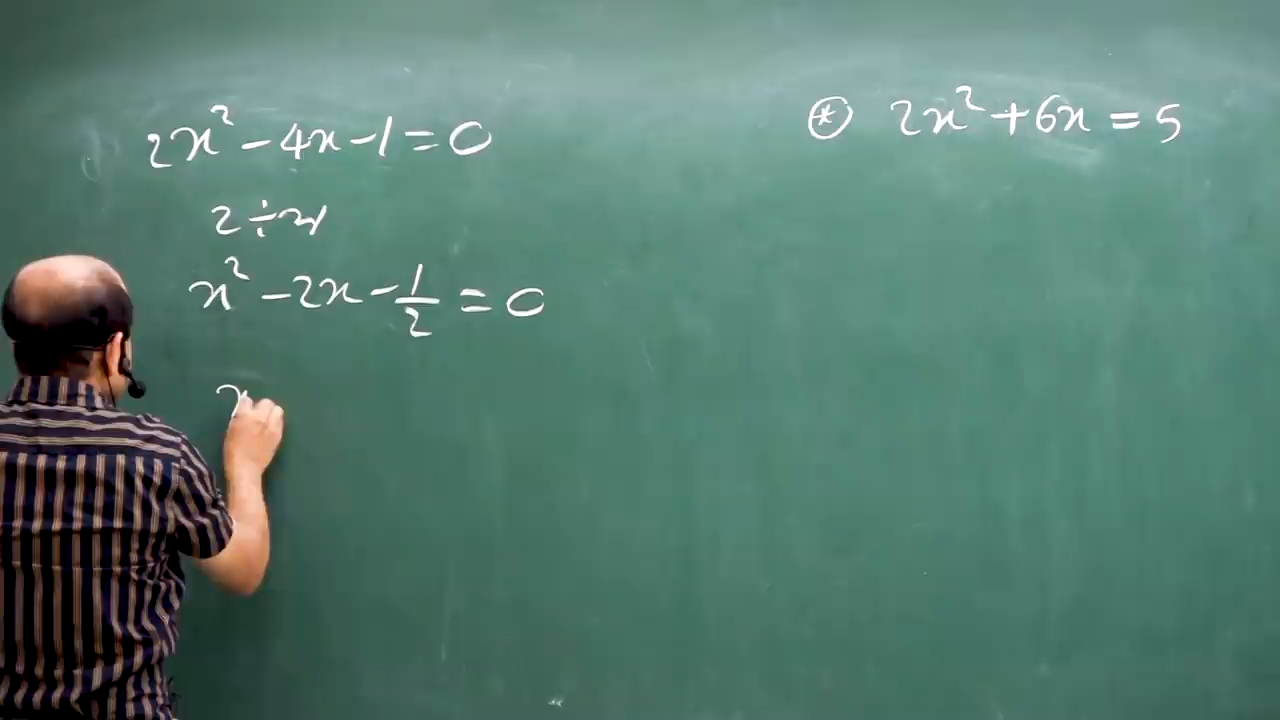 2x² - 4x - 1 = 0
2 ÷
x² - 2x - 1/2 = 0
x
⊛ 2x² + 6x = 5